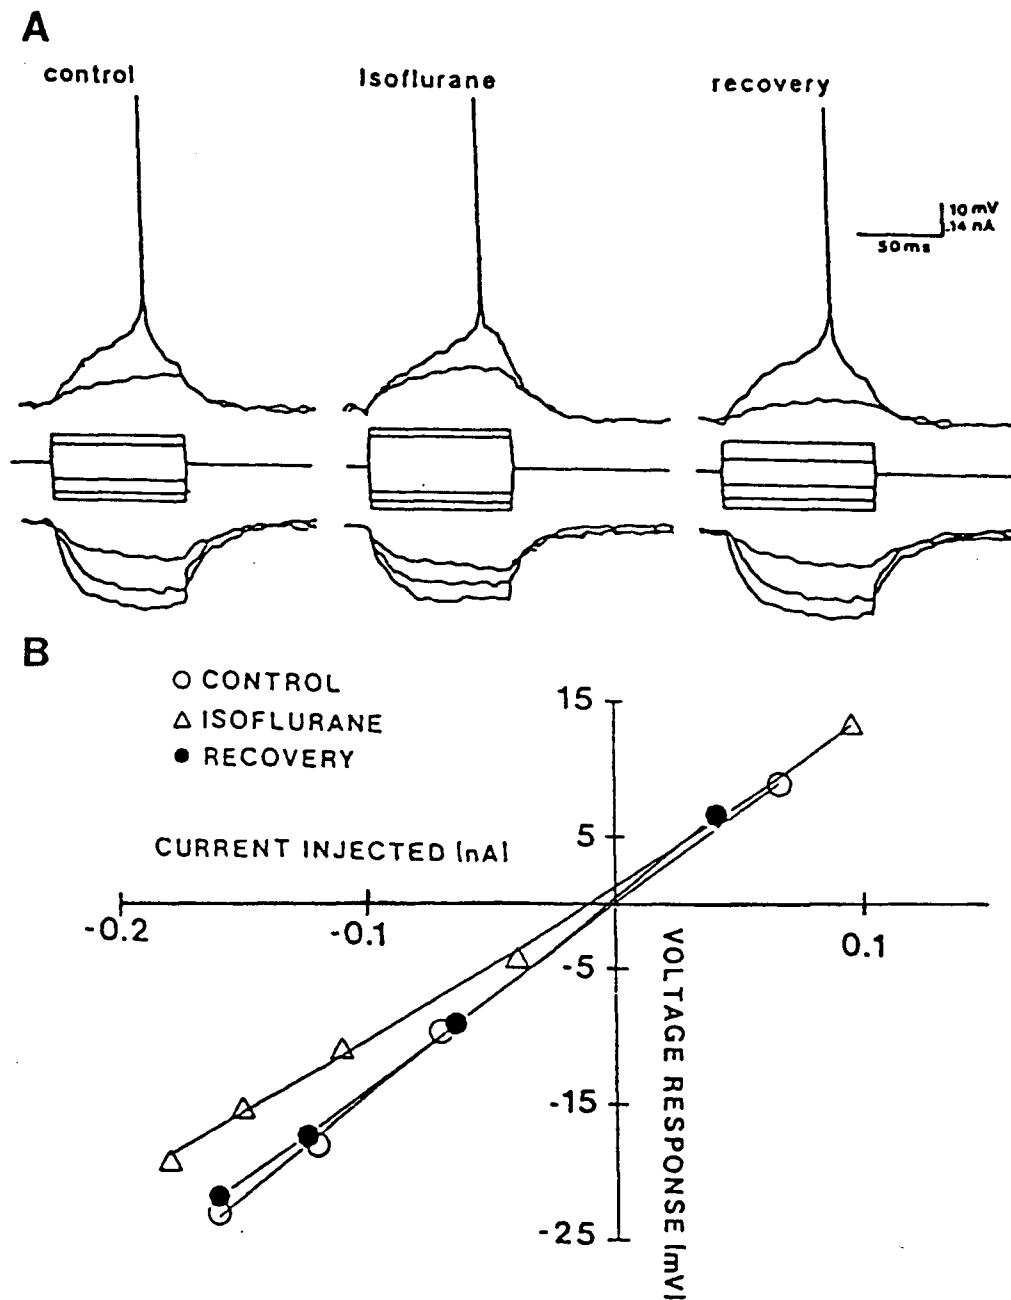 A
control
Isoflurane
recovery
10 mV
.14 nA
50ms
B
CONTROL
ISOFLURANE
RECOVERY
15
5
CURRENT INJECTED [nA]
-0.2
-0.1
0.1
-5
-15
-25
VOLTAGE RESPONSE [mV]